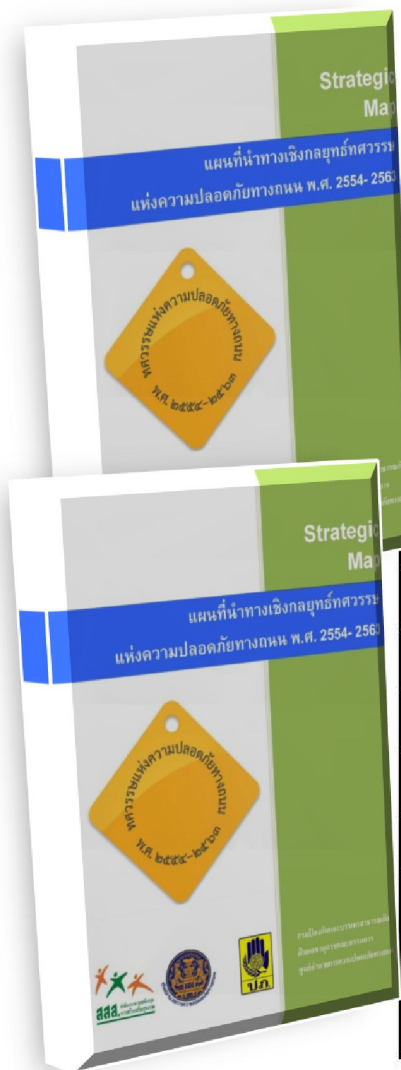 Strategic
Map
แผนที่นำทางเชิงกลยุทธ์ทศวรรษ
แห่งความปลอดภัยทางถนน พ.ศ. 2554- 2563
ทศวรรษแห่งความปลอดภัยทางถนน
พ.ศ. ๒๕๕๔-๒๕๖๓
Strategic
Map
แผนที่นำทางเชิงกลยุทธ์ทศวรรษ
แห่งความปลอดภัยทางถนน พ.ศ. 2554- 2563
ทศวรรษแห่งความปลอดภัยทางถนน
พ.ศ. ๒๕๕๔-๒๕๖๓
สสส.
ปภ.